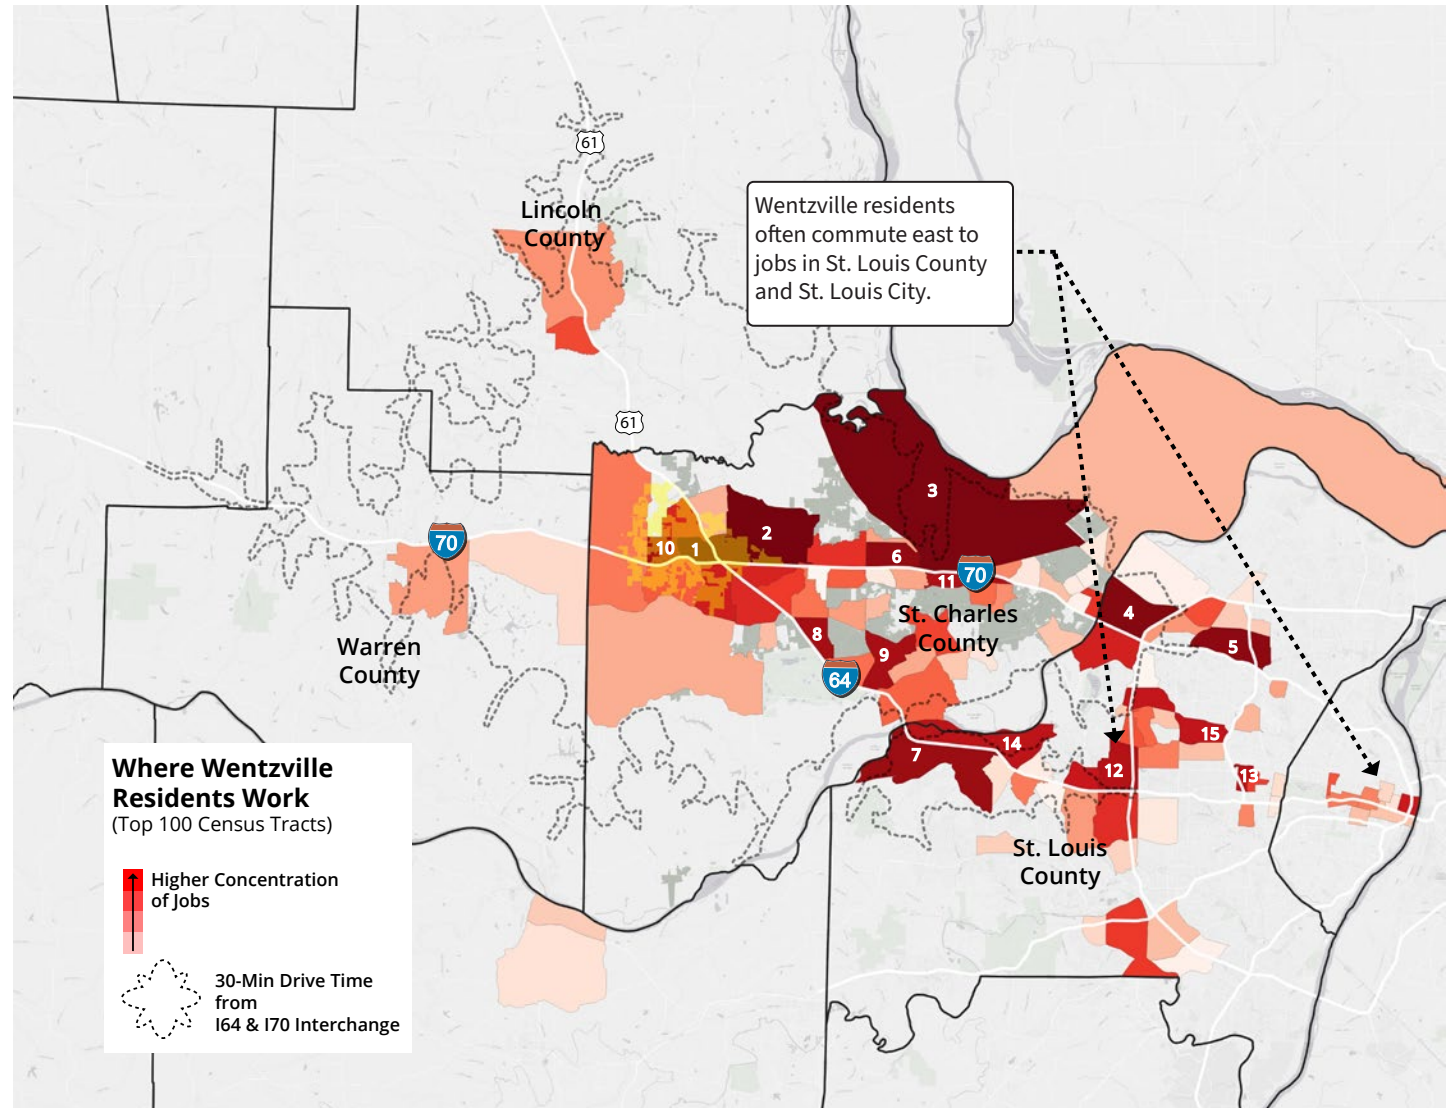 61
Lincoln
County
Wentzville residents
often commute east to
jobs in St. Louis County
and St. Louis City.
61
3
70
2
10
1
6
11
70
4
St. Charles
County
8
9
5
Warren
County
64
7
14
15
12
13
St. Louis
County
Where Wentzville
Residents Work
(Top 100 Census Tracts)
Higher Concentration
of Jobs
30-Min Drive Time
from
I64 & I70 Interchange